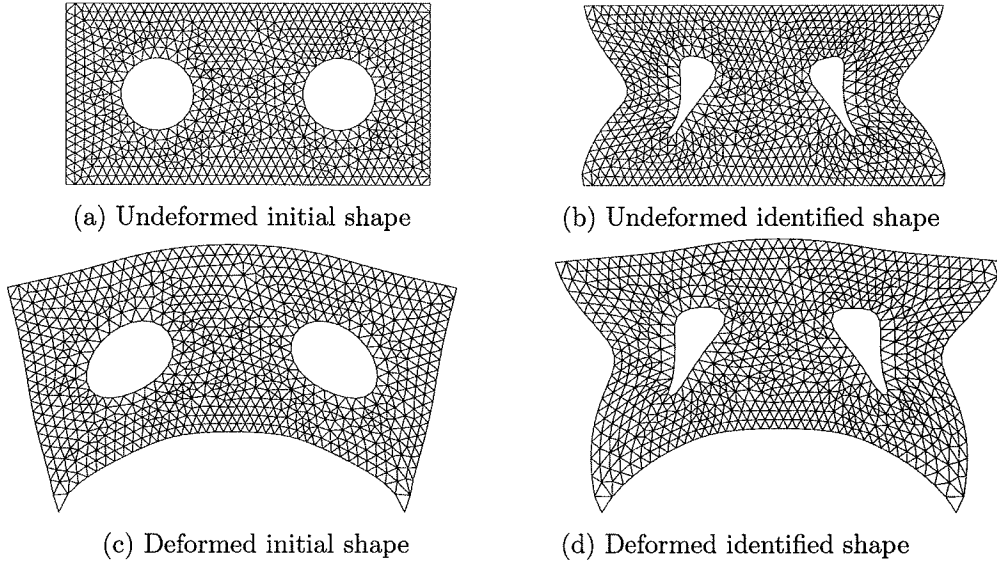 (a) Undeformed initial shape
(b) Undeformed identified shape
(c) Deformed initial shape
(d) Deformed identified shape